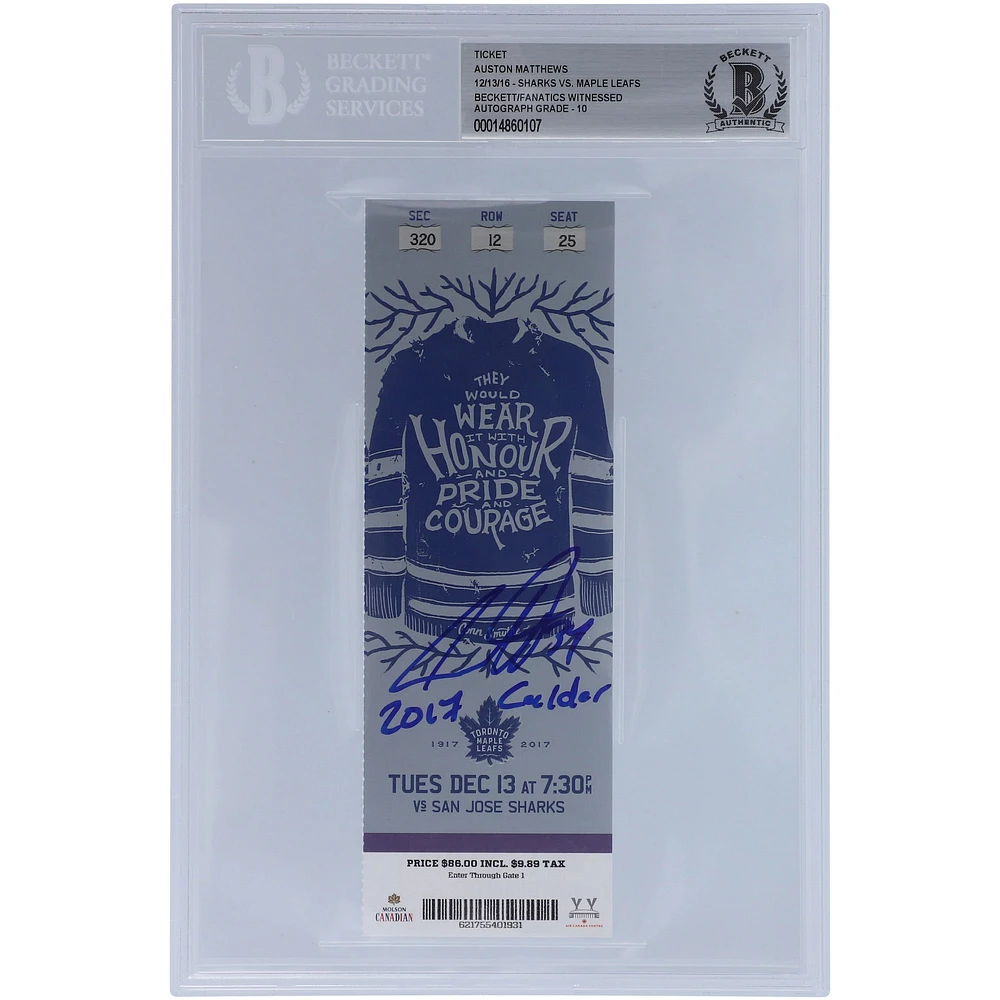 B
BECKETT®
GRADING
SERVICES
TICKET
AUSTON MATTHEWS
12/13/16 - SHARKS VS. MAPLE LEAFS
BECKETT/FANATICS WITNESSED
AUTOGRAPH GRADE - 10
00014860107
BECKETT
B
AUTHENTIC
SEC ROW SEAT
320 12 25
THEY
WOULD
WEAR
IT WITH
HONOUR
AND
PRIDE
AND
COURAGE
Conn Smythe
34
2017 Calder
TORONTO
MAPLE
LEAFS
1917 2017
TUES DEC 13 AT 7:30PM
VS SAN JOSE SHARKS
PRICE $86.00 INCL. $9.89 TAX
Enter Through Gate 1
MOLSON
CANADIAN
621755401931
AIR CANADA CENTRE